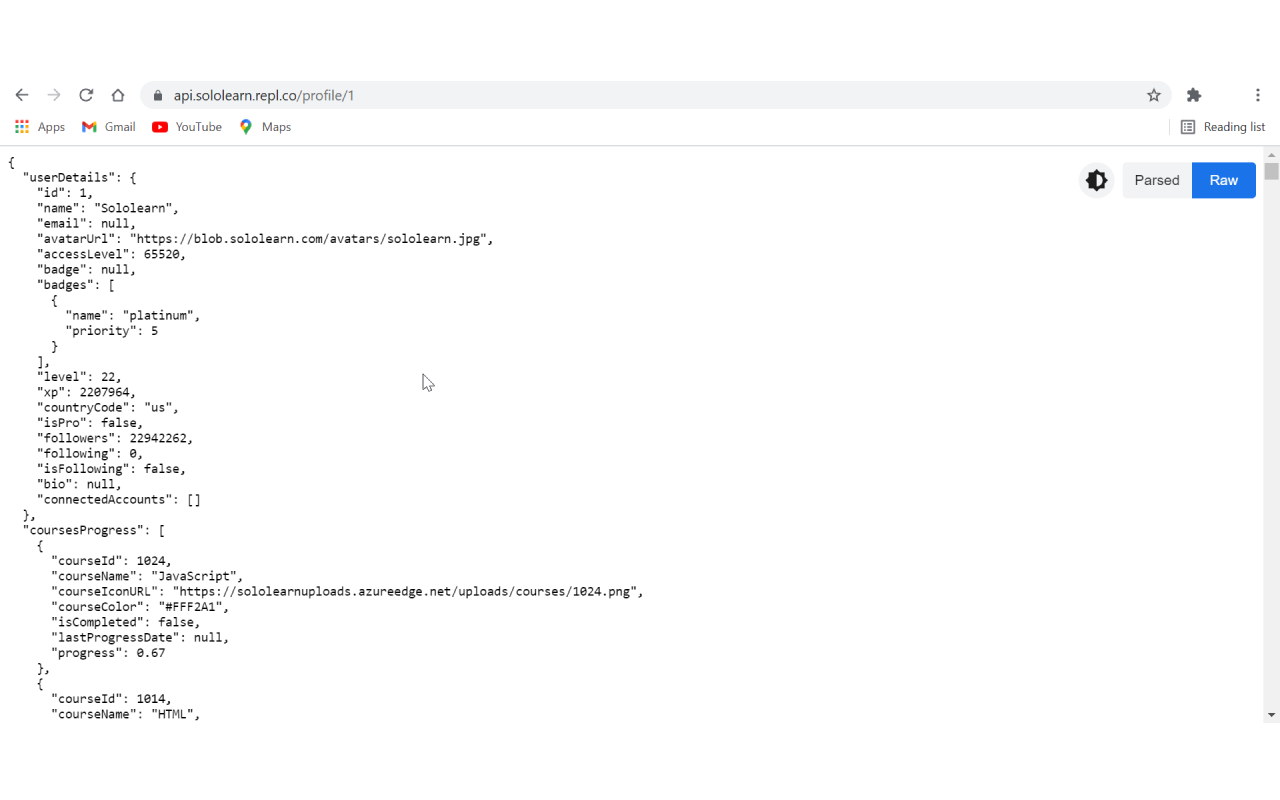 api.sololearn.repl.co/profile/1
Apps Gmail YouTube Maps Reading list
Parsed Raw
{
  "userDetails": {
    "id": 1,
    "name": "Sololearn",
    "email": null,
    "avatarUrl": "https://blob.sololearn.com/avatars/sololearn.jpg",
    "accessLevel": 65520,
    "badge": null,
    "badges": [
      {
        "name": "platinum",
        "priority": 5
      }
    ],
    "level": 22,
    "xp": 2207964,
    "countryCode": "us",
    "isPro": false,
    "followers": 22942262,
    "following": 0,
    "isFollowing": false,
    "bio": null,
    "connectedAccounts": []
  },
  "coursesProgress": [
    {
      "courseId": 1024,
      "courseName": "JavaScript",
      "courseIconURL": "https://sololearnuploads.azureedge.net/uploads/courses/1024.png",
      "courseColor": "#FFF2A1",
      "isCompleted": false,
      "lastProgressDate": null,
      "progress": 0.67
    },
    {
      "courseId": 1014,
      "courseName": "HTML",